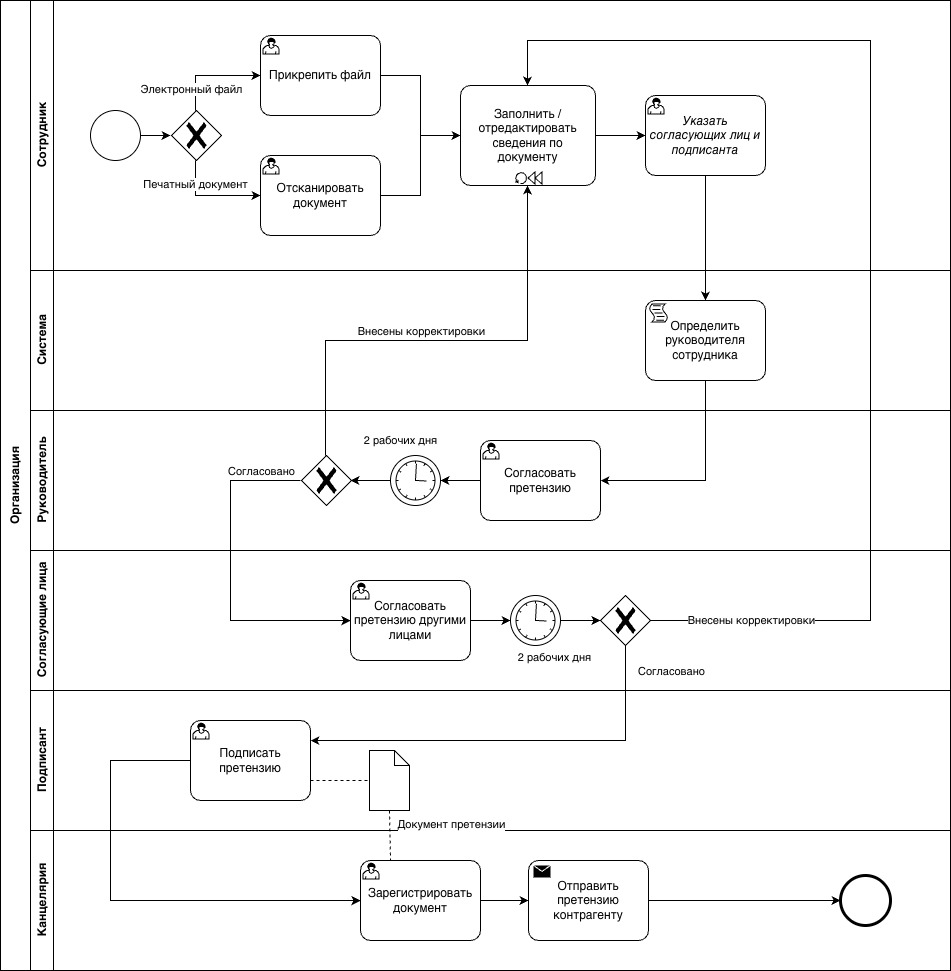 Организация
Сотрудник
Электронный файл
Печатный документ
Прикрепить файл
Отсканировать
документ
Заполнить /
отредактировать
сведения по
документу
Указать
согласующих лиц и
подписанта
Система
Внесены корректировки
Определить
руководителя
сотрудника
Руководитель
Согласовано
2 рабочих дня
Согласовать
претензию
Согласующие лица
Согласовать
претензию другими
лицами
2 рабочих дня
Внесены корректировки
Согласовано
Подписант
Подписать
претензию
Документ претензии
Канцелярия
Зарегистрировать
документ
Отправить
претензию
контрагенту